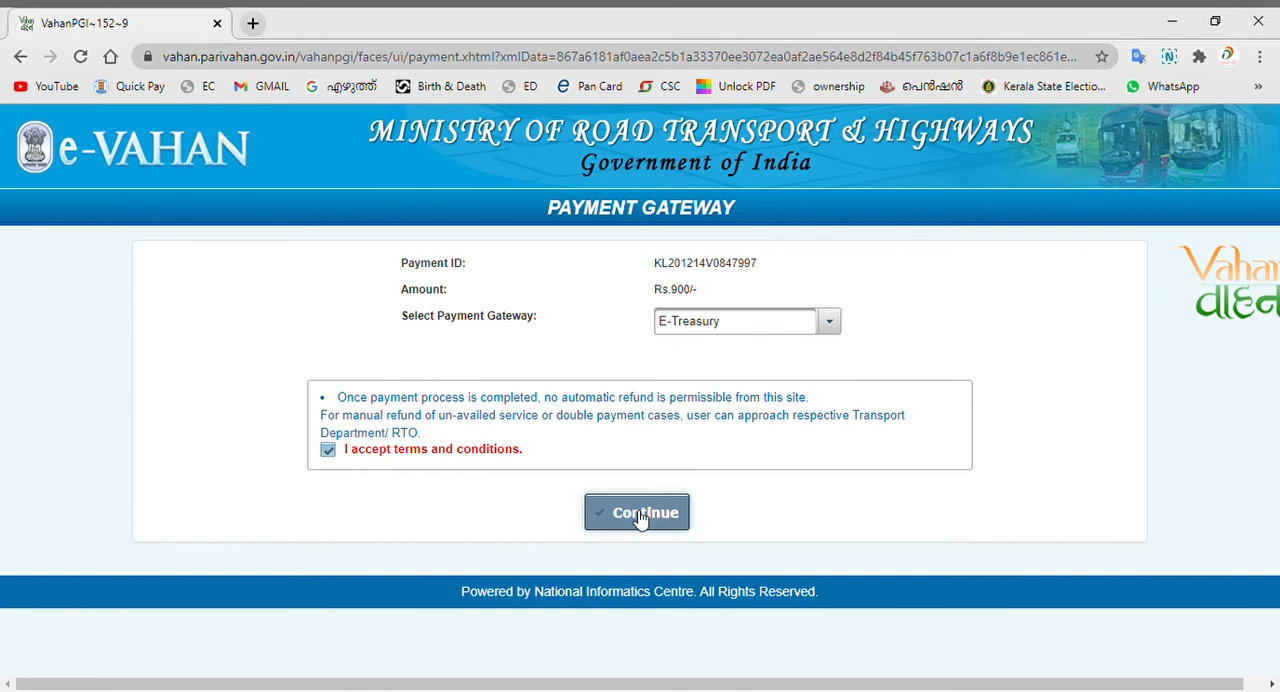 VahanPGI~152~9
vahan.parivahan.gov.in/vahanpgi/faces/ui/payment.xhtml?xmlData=867a6181af0aea2c5b1a33370ee3072ea0af2ae564e8d2f84b45f763b07c1a6f8b9e1ec861e...
YouTube Quick Pay EC GMAIL എഴുത്ത് Birth & Death ED Pan Card CSC Unlock PDF ownership പെൻഷൻ Kerala State Electio... WhatsApp »
e-VAHAN
MINISTRY OF ROAD TRANSPORT & HIGHWAYS
Government of India
PAYMENT GATEWAY
Payment ID: KL201214V0847997
Amount: Rs.900/-
Select Payment Gateway: E-Treasury
Vahan
વાહન
• Once payment process is completed, no automatic refund is permissible from this site.
For manual refund of un-availed service or double payment cases, user can approach respective Transport
Department/ RTO.
I accept terms and conditions.
Continue
Powered by National Informatics Centre. All Rights Reserved.